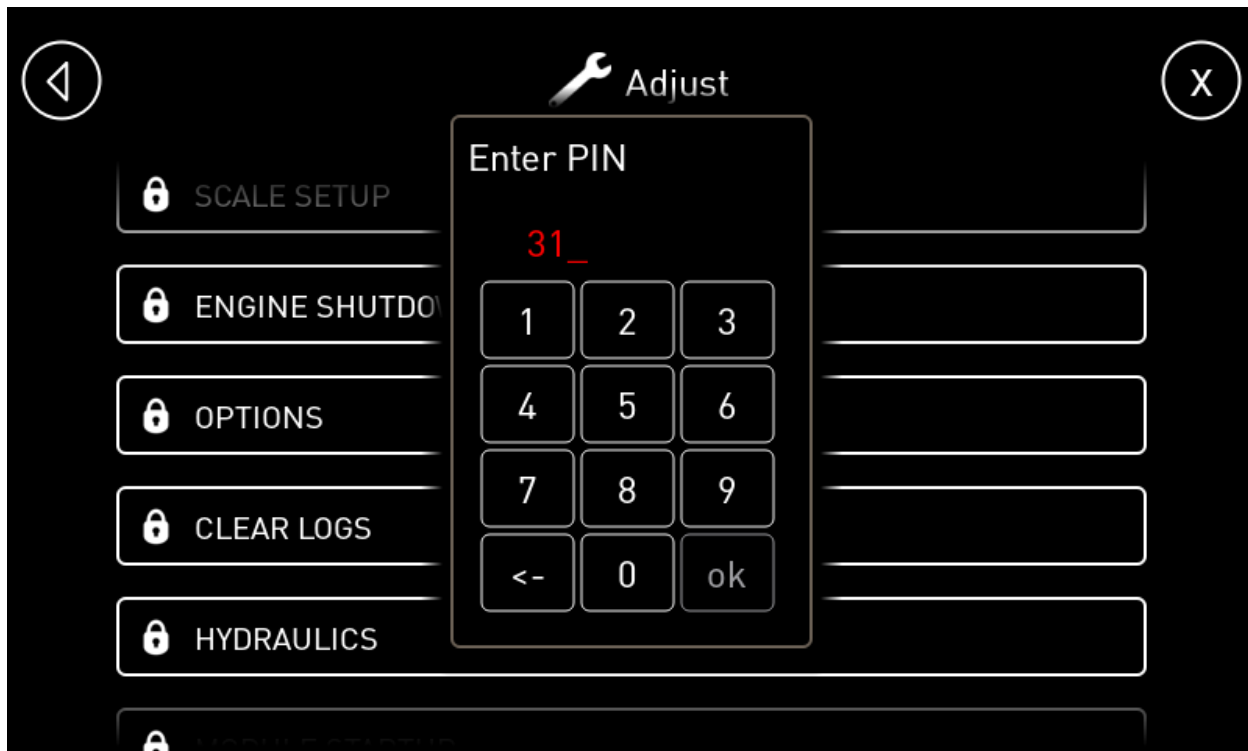 Adjust
X
Enter PIN
31_
SCALE SETUP
ENGINE SHUTDO
OPTIONS
CLEAR LOGS
HYDRAULICS
1 2 3
4 5 6
7 8 9
<- 0 ok